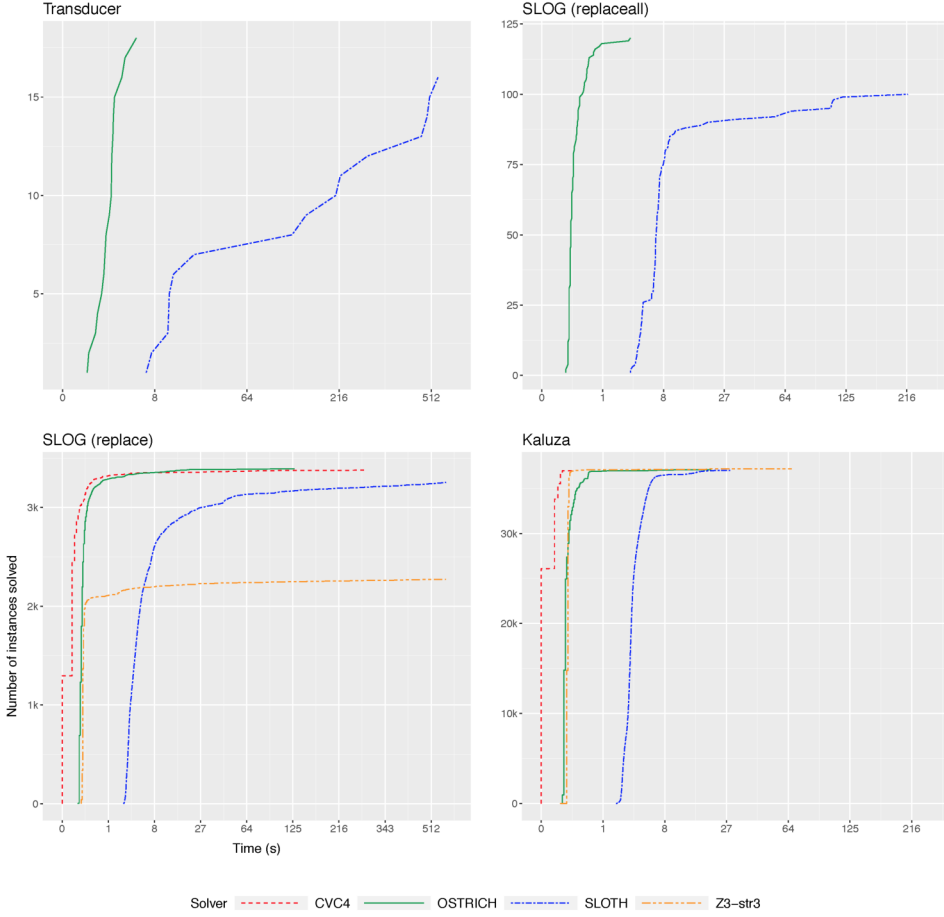 Transducer
15
10
5
0 8 64 216 512
SLOG (replaceall)
125
100
75
50
25
0
0 1 8 27 64 125 216
SLOG (replace)
3k
2k
1k
0
0 1 8 27 64 125 216 343 512
Number of instances solved
Time (s)
Kaluza
30k
20k
10k
0
0 1 8 27 64 125 216
Solver CVC4 OSTRICH SLOTH Z3-str3